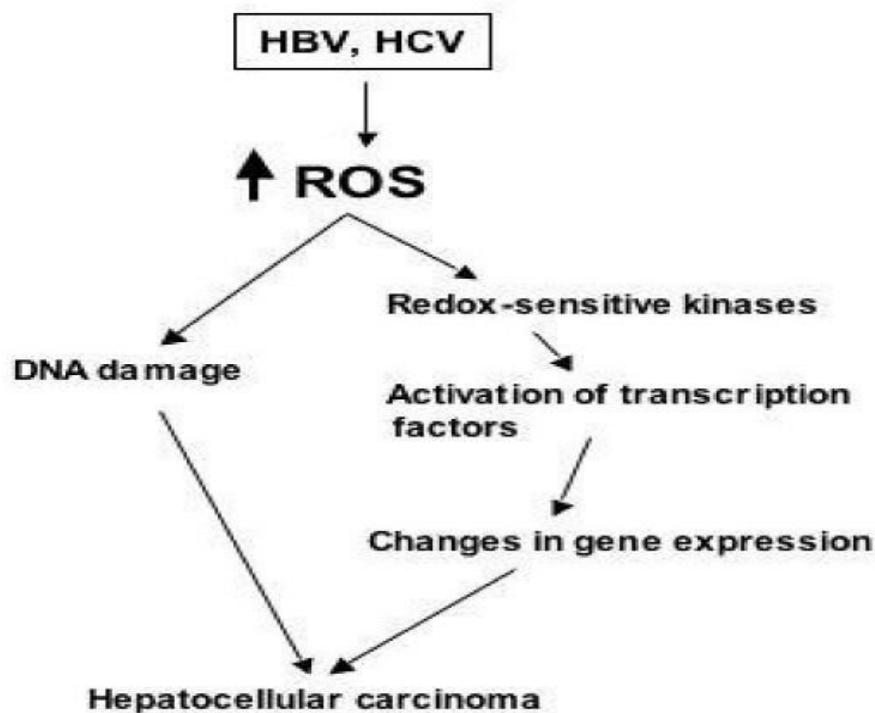 HBV, HCV
ROS
Redox-sensitive kinases
DNA damage
Activation of transcription
factors
Changes in gene expression
Hepatocellular carcinoma